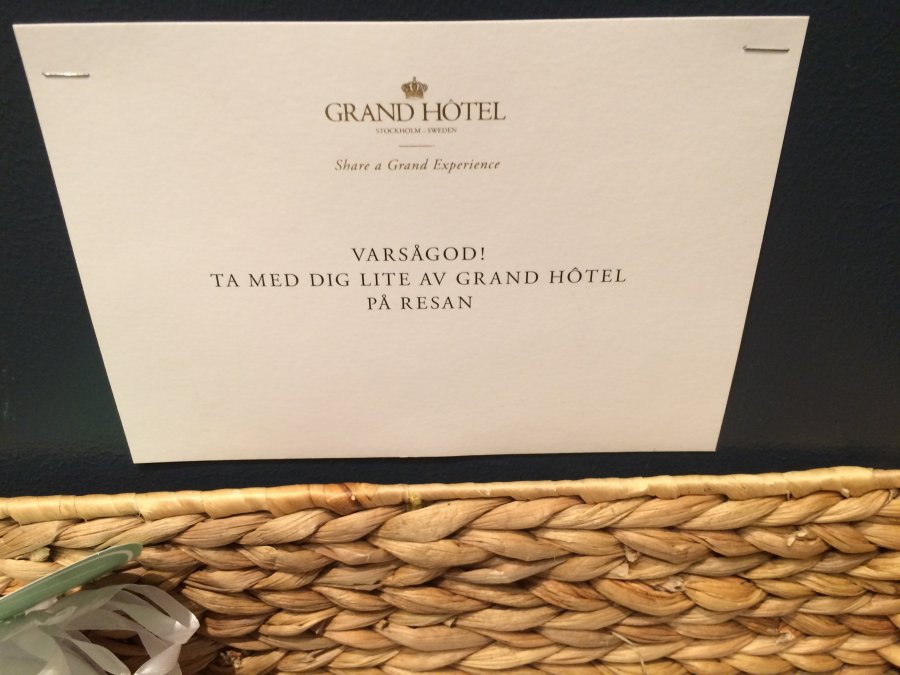 GRAND HÔTEL
STOCKHOLM - SWEDEN
Share a Grand Experience
VARSÅGOD!
TA MED DIG LITE AV GRAND HÔTEL
PÅ RESAN